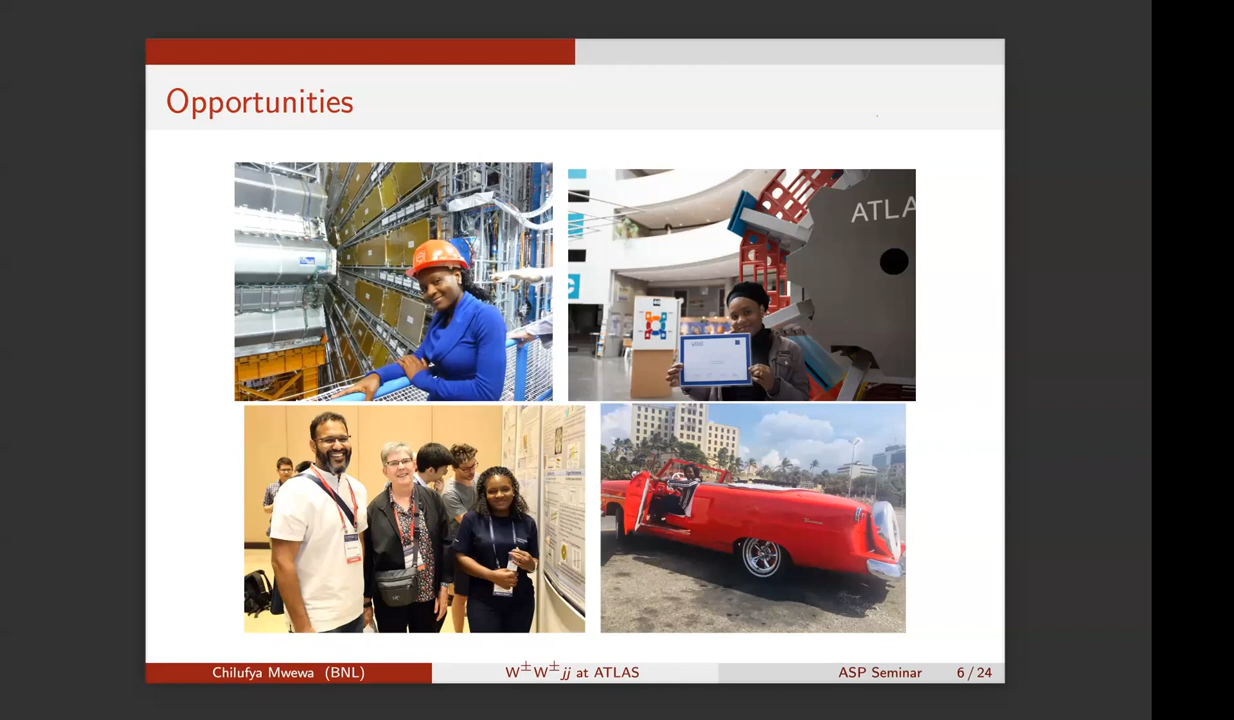 Opportunities
ATLA
Chilufya Mwewa (BNL)
W±W±jj at ATLAS
ASP Seminar
6 / 24